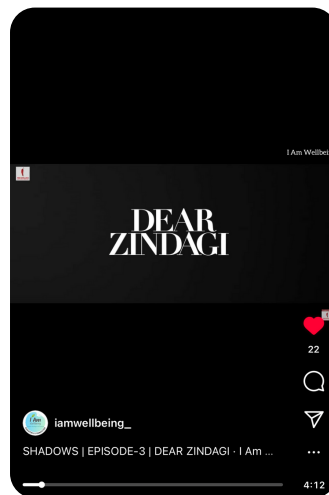 I Am Wellbei
DEAR
ZINDAGI
22
iamwellbeing_
SHADOWS | EPISODE-3 | DEAR ZINDAGI · I Am ...
4:12